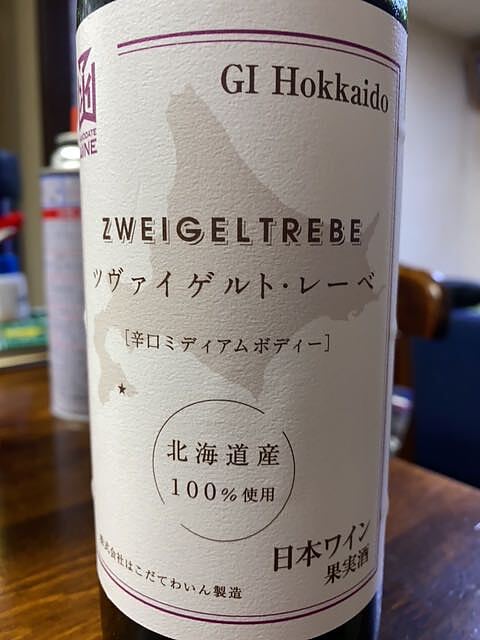 GI Hokkaido
WINE
ZWEIGELTREBE
ツヴァイゲルト・レーベ
[辛口ミディアムボディー]
北海道産
100%使用
日本ワイン
果実酒
株式会社はこだてわいん製造